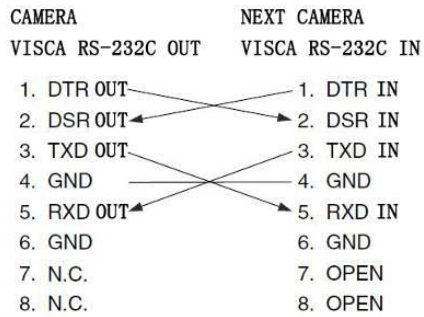 CAMERA NEXT CAMERA
VISCA RS-232C OUT VISCA RS-232C IN
1. DTR OUT 1. DTR IN
2. DSR OUT 2. DSR IN
3. TXD OUT 3. TXD IN
4. GND 4. GND
5. RXD OUT 5. RXD IN
6. GND 6. GND
7. N.C. 7. OPEN
8. N.C. 8. OPEN